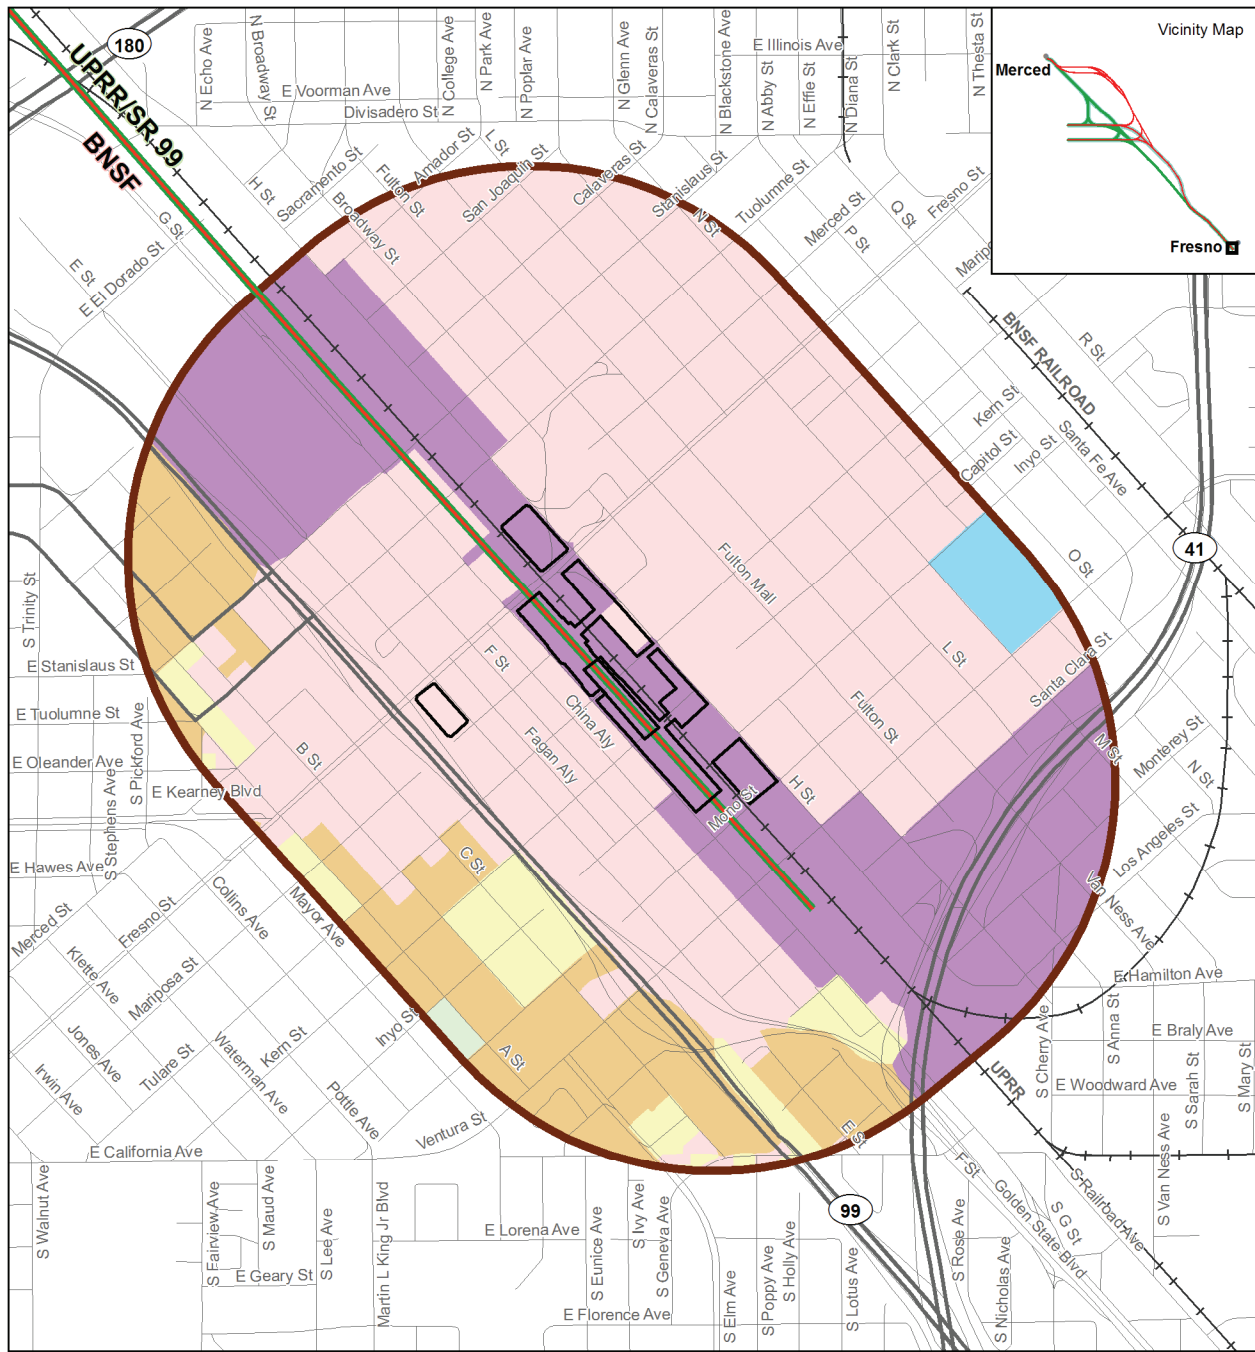 Vicinity Map
Merced
Fresno
180
UPRR/SR 99
BNSF
N Echo Ave
N Broadway St
N College Ave
N Park Ave
N Poplar Ave
N Glenn Ave
N Calaveras St
N Blackstone Ave
N Abby St
N Effie St
N Diana St
N Clark St
N Thesta St
E Illinois Ave
E Voorman Ave
Divisadero St
H St
Sacramento St
Broadway St
Fulton St
Amador St
L St
San Joaquin St
Calaveras St
Stanislaus St
N St
Tuolumne St
Merced St
P St
Q St
Fresno St
G St
E St
E El Dorado St
BNSF RAILROAD
R St
Kern St
Capitol St
Inyo St
Santa Fe Ave
41
O St
Fulton Mall
L St
Santa Clara St
Fulton St
M St
Monterey St
N St
Los Angeles St
Van Ness Ave
S Trinity St
E Stanislaus St
E Tuolumne St
S Pickford Ave
E Oleander Ave
E Kearney Blvd
S Stephens Ave
E Hawes Ave
F St
China Aly
Fagan Aly
B St
H St
Mono St
C St
Merced St
Fresno St
Collins Ave
Mayor Ave
Klette Ave
Mariposa St
Jones Ave
Tulare St
Waterman Ave
Kern St
Inyo St
Irwin Ave
Pottle Ave
A St
Ventura St
E California Ave
E Hamilton Ave
S Cherry Ave
S Anna St
E Braly Ave
E Woodward Ave
S Sarah St
S Mary St
UPRR
E St
F St
Golden State Blvd
S G St
S Railroad Ave
S Van Ness Ave
99
S Walnut Ave
S Fairview Ave
S Maud Ave
S Lee Ave
E Geary St
Martin L King Jr Blvd
E Lorena Ave
S Eunice Ave
S Ivy Ave
S Geneva Ave
E Florence Ave
S Elm Ave
S Poppy Ave
S Holly Ave
S Lotus Ave
S Rose Ave
S Nicholas Ave